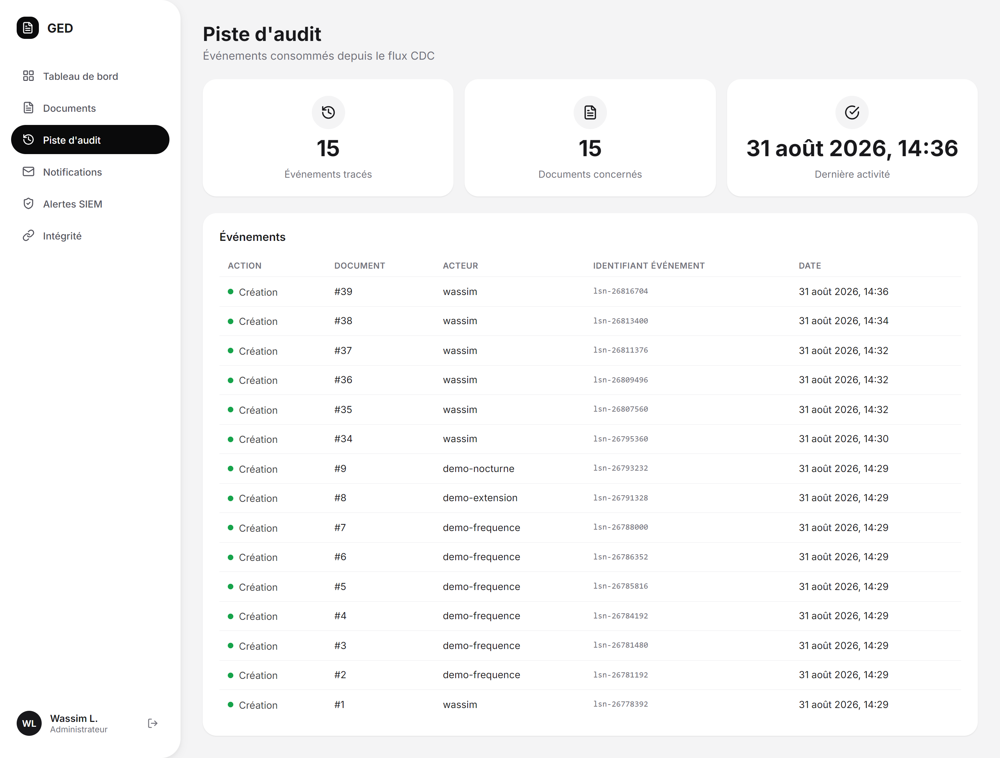 GED
Tableau de bord
Documents
Piste d'audit
Notifications
Alertes SIEM
Intégrité
WL
Wassim L.
Administrateur
Piste d'audit
Événements consommés depuis le flux CDC
15
Événements tracés
15
Documents concernés
31 août 2026, 14:36
Dernière activité
Événements
ACTION DOCUMENT ACTEUR IDENTIFIANT ÉVÉNEMENT DATE
Création #39 wassim lsn-26816704 31 août 2026, 14:36
Création #38 wassim lsn-26813400 31 août 2026, 14:34
Création #37 wassim lsn-26811376 31 août 2026, 14:32
Création #36 wassim lsn-26809496 31 août 2026, 14:32
Création #35 wassim lsn-26807560 31 août 2026, 14:32
Création #34 wassim lsn-26795360 31 août 2026, 14:30
Création #9 demo-nocturne lsn-26793232 31 août 2026, 14:29
Création #8 demo-extension lsn-26791328 31 août 2026, 14:29
Création #7 demo-frequence lsn-26788000 31 août 2026, 14:29
Création #6 demo-frequence lsn-26786352 31 août 2026, 14:29
Création #5 demo-frequence lsn-26785816 31 août 2026, 14:29
Création #4 demo-frequence lsn-26784192 31 août 2026, 14:29
Création #3 demo-frequence lsn-26781480 31 août 2026, 14:29
Création #2 demo-frequence lsn-26781192 31 août 2026, 14:29
Création #1 wassim lsn-26778392 31 août 2026, 14:29